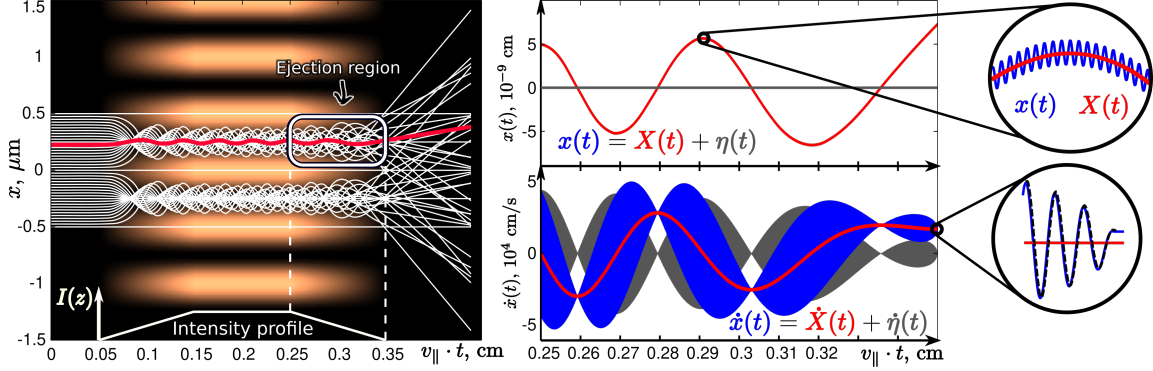 1.5
1
0.5
0
-0.5
-1
-1.5
x, μm
Ejection region
I(z)
Intensity profile
0 0.05 0.1 0.15 0.2 0.25 0.3 0.35 v∥ · t, cm
x(t), 10⁻⁹ cm
5
0
-5
x(t) = X(t) + η(t)
x(t) X(t)
ẋ(t), 10⁴ cm/s
5
0
-5
ẋ(t) = Ẋ(t) + η̇(t)
0.25 0.26 0.27 0.28 0.29 0.3 0.31 0.32 v∥ · t, cm